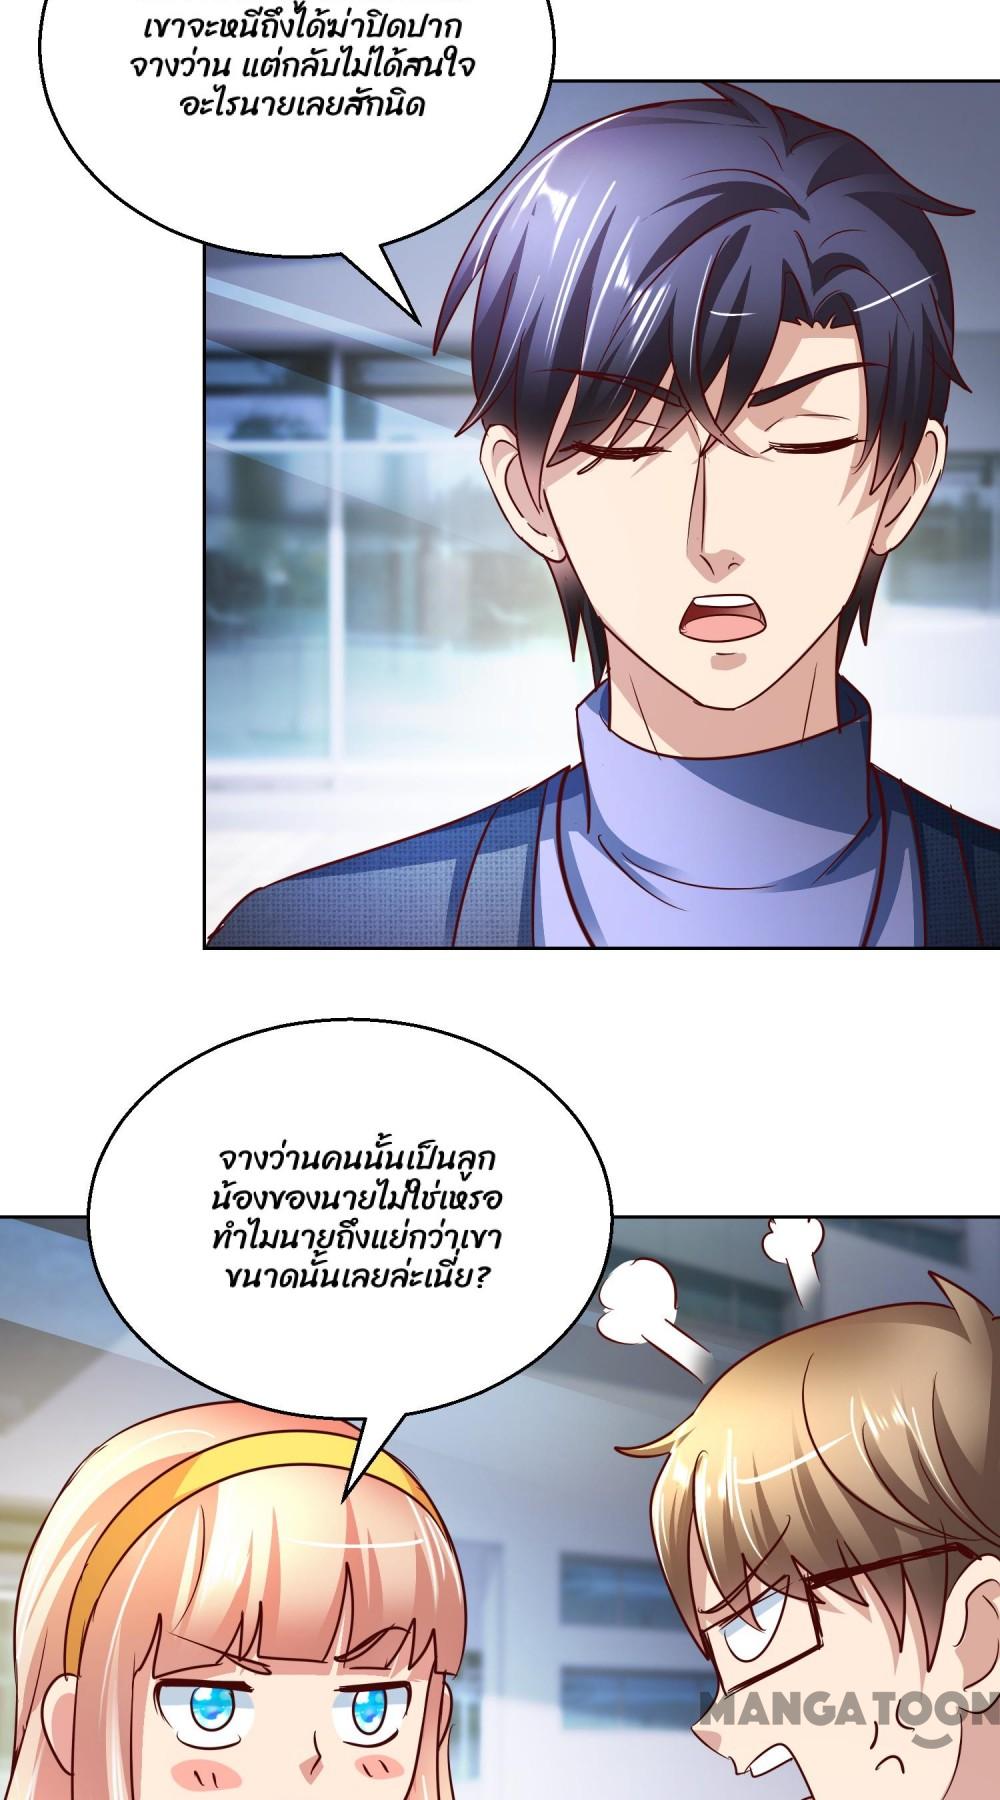 เขาจะหนีถึงได้ฆ่าปิดปาก
จางว่าน แต่กลับไม่ได้สนใจ
อะไรนายเลยสักนิด
จางว่านคนนั้นเป็นลูก
น้องของนายไม่ใช่เหรอ
ทำไมนายถึงแย่กว่าเขา
ขนาดนั้นเลยล่ะเนี่ย?
MANGATOON